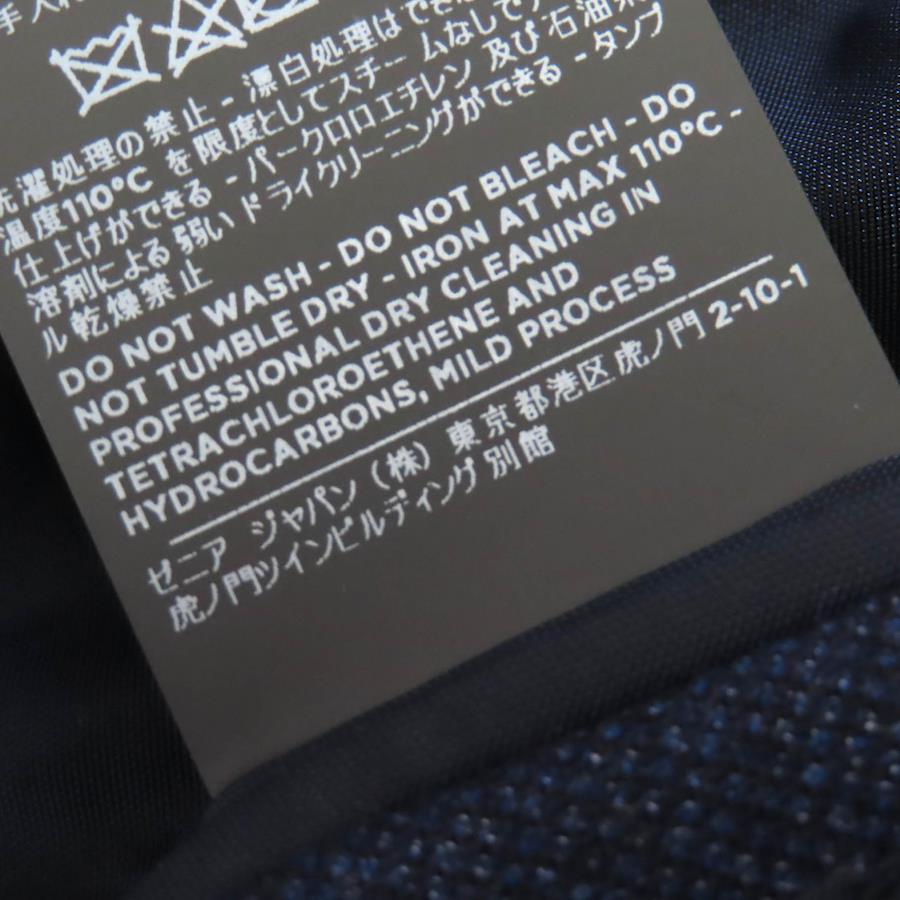 手入れ
洗濯処理の禁止 - 漂白処理はでき
温度110°C を限度としてスチームなしで
仕上げができる - パークロロエチレン 及び石油系
溶剤による弱い ドライクリーニングができる - タンブ
ル乾燥禁止
DO NOT WASH - DO NOT BLEACH - DO
NOT TUMBLE DRY - IRON AT MAX 110°C -
PROFESSIONAL DRY CLEANING IN
TETRACHLOROETHENE AND
HYDROCARBONS, MILD PROCESS
ゼニア ジャパン (株) 東京都港区虎ノ門 2-10-1
虎ノ門ツインビルディング 別館